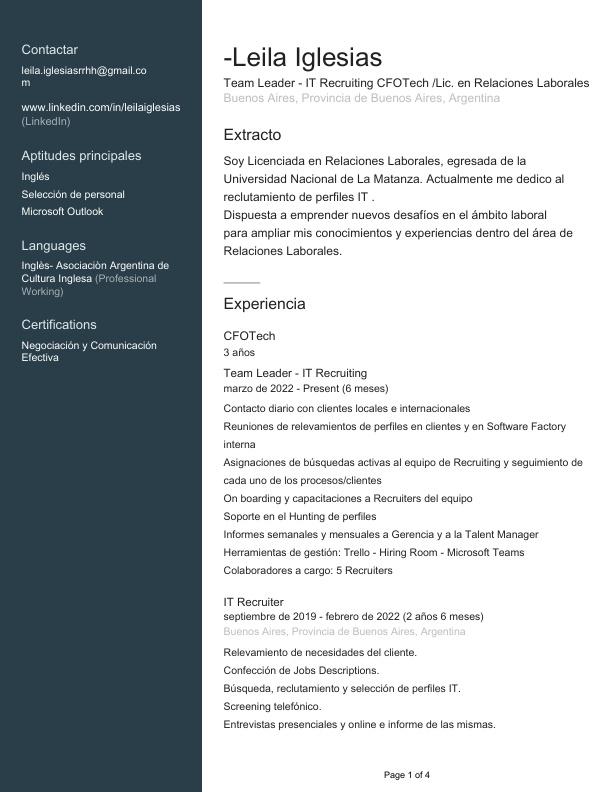 Contactar
leila.iglesiasrrhh@gmail.co
m
www.linkedin.com/in/leilaiglesias
(LinkedIn)
Aptitudes principales
Inglés
Selección de personal
Microsoft Outlook
Languages
Inglès- Asociaciòn Argentina de
Cultura Inglesa (Professional
Working)
Certifications
Negociación y Comunicación
Efectiva
-Leila Iglesias
Team Leader - IT Recruiting CFOTech /Lic. en Relaciones Laborales
Buenos Aires, Provincia de Buenos Aires, Argentina
Extracto
Soy Licenciada en Relaciones Laborales, egresada de la
Universidad Nacional de La Matanza. Actualmente me dedico al
reclutamiento de perfiles IT .
Dispuesta a emprender nuevos desafíos en el ámbito laboral
para ampliar mis conocimientos y experiencias dentro del área de
Relaciones Laborales.
Experiencia
CFOTech
3 años
Team Leader - IT Recruiting
marzo de 2022 - Present (6 meses)
Contacto diario con clientes locales e internacionales
Reuniones de relevamientos de perfiles en clientes y en Software Factory
interna
Asignaciones de búsquedas activas al equipo de Recruiting y seguimiento de
cada uno de los procesos/clientes
On boarding y capacitaciones a Recruiters del equipo
Soporte en el Hunting de perfiles
Informes semanales y mensuales a Gerencia y a la Talent Manager
Herramientas de gestión: Trello - Hiring Room - Microsoft Teams
Colaboradores a cargo: 5 Recruiters
IT Recruiter
septiembre de 2019 - febrero de 2022 (2 años 6 meses)
Buenos Aires, Provincia de Buenos Aires, Argentina
Relevamiento de necesidades del cliente.
Confección de Jobs Descriptions.
Búsqueda, reclutamiento y selección de perfiles IT.
Screening telefónico.
Entrevistas presenciales y online e informe de las mismas.
Page 1 of 4